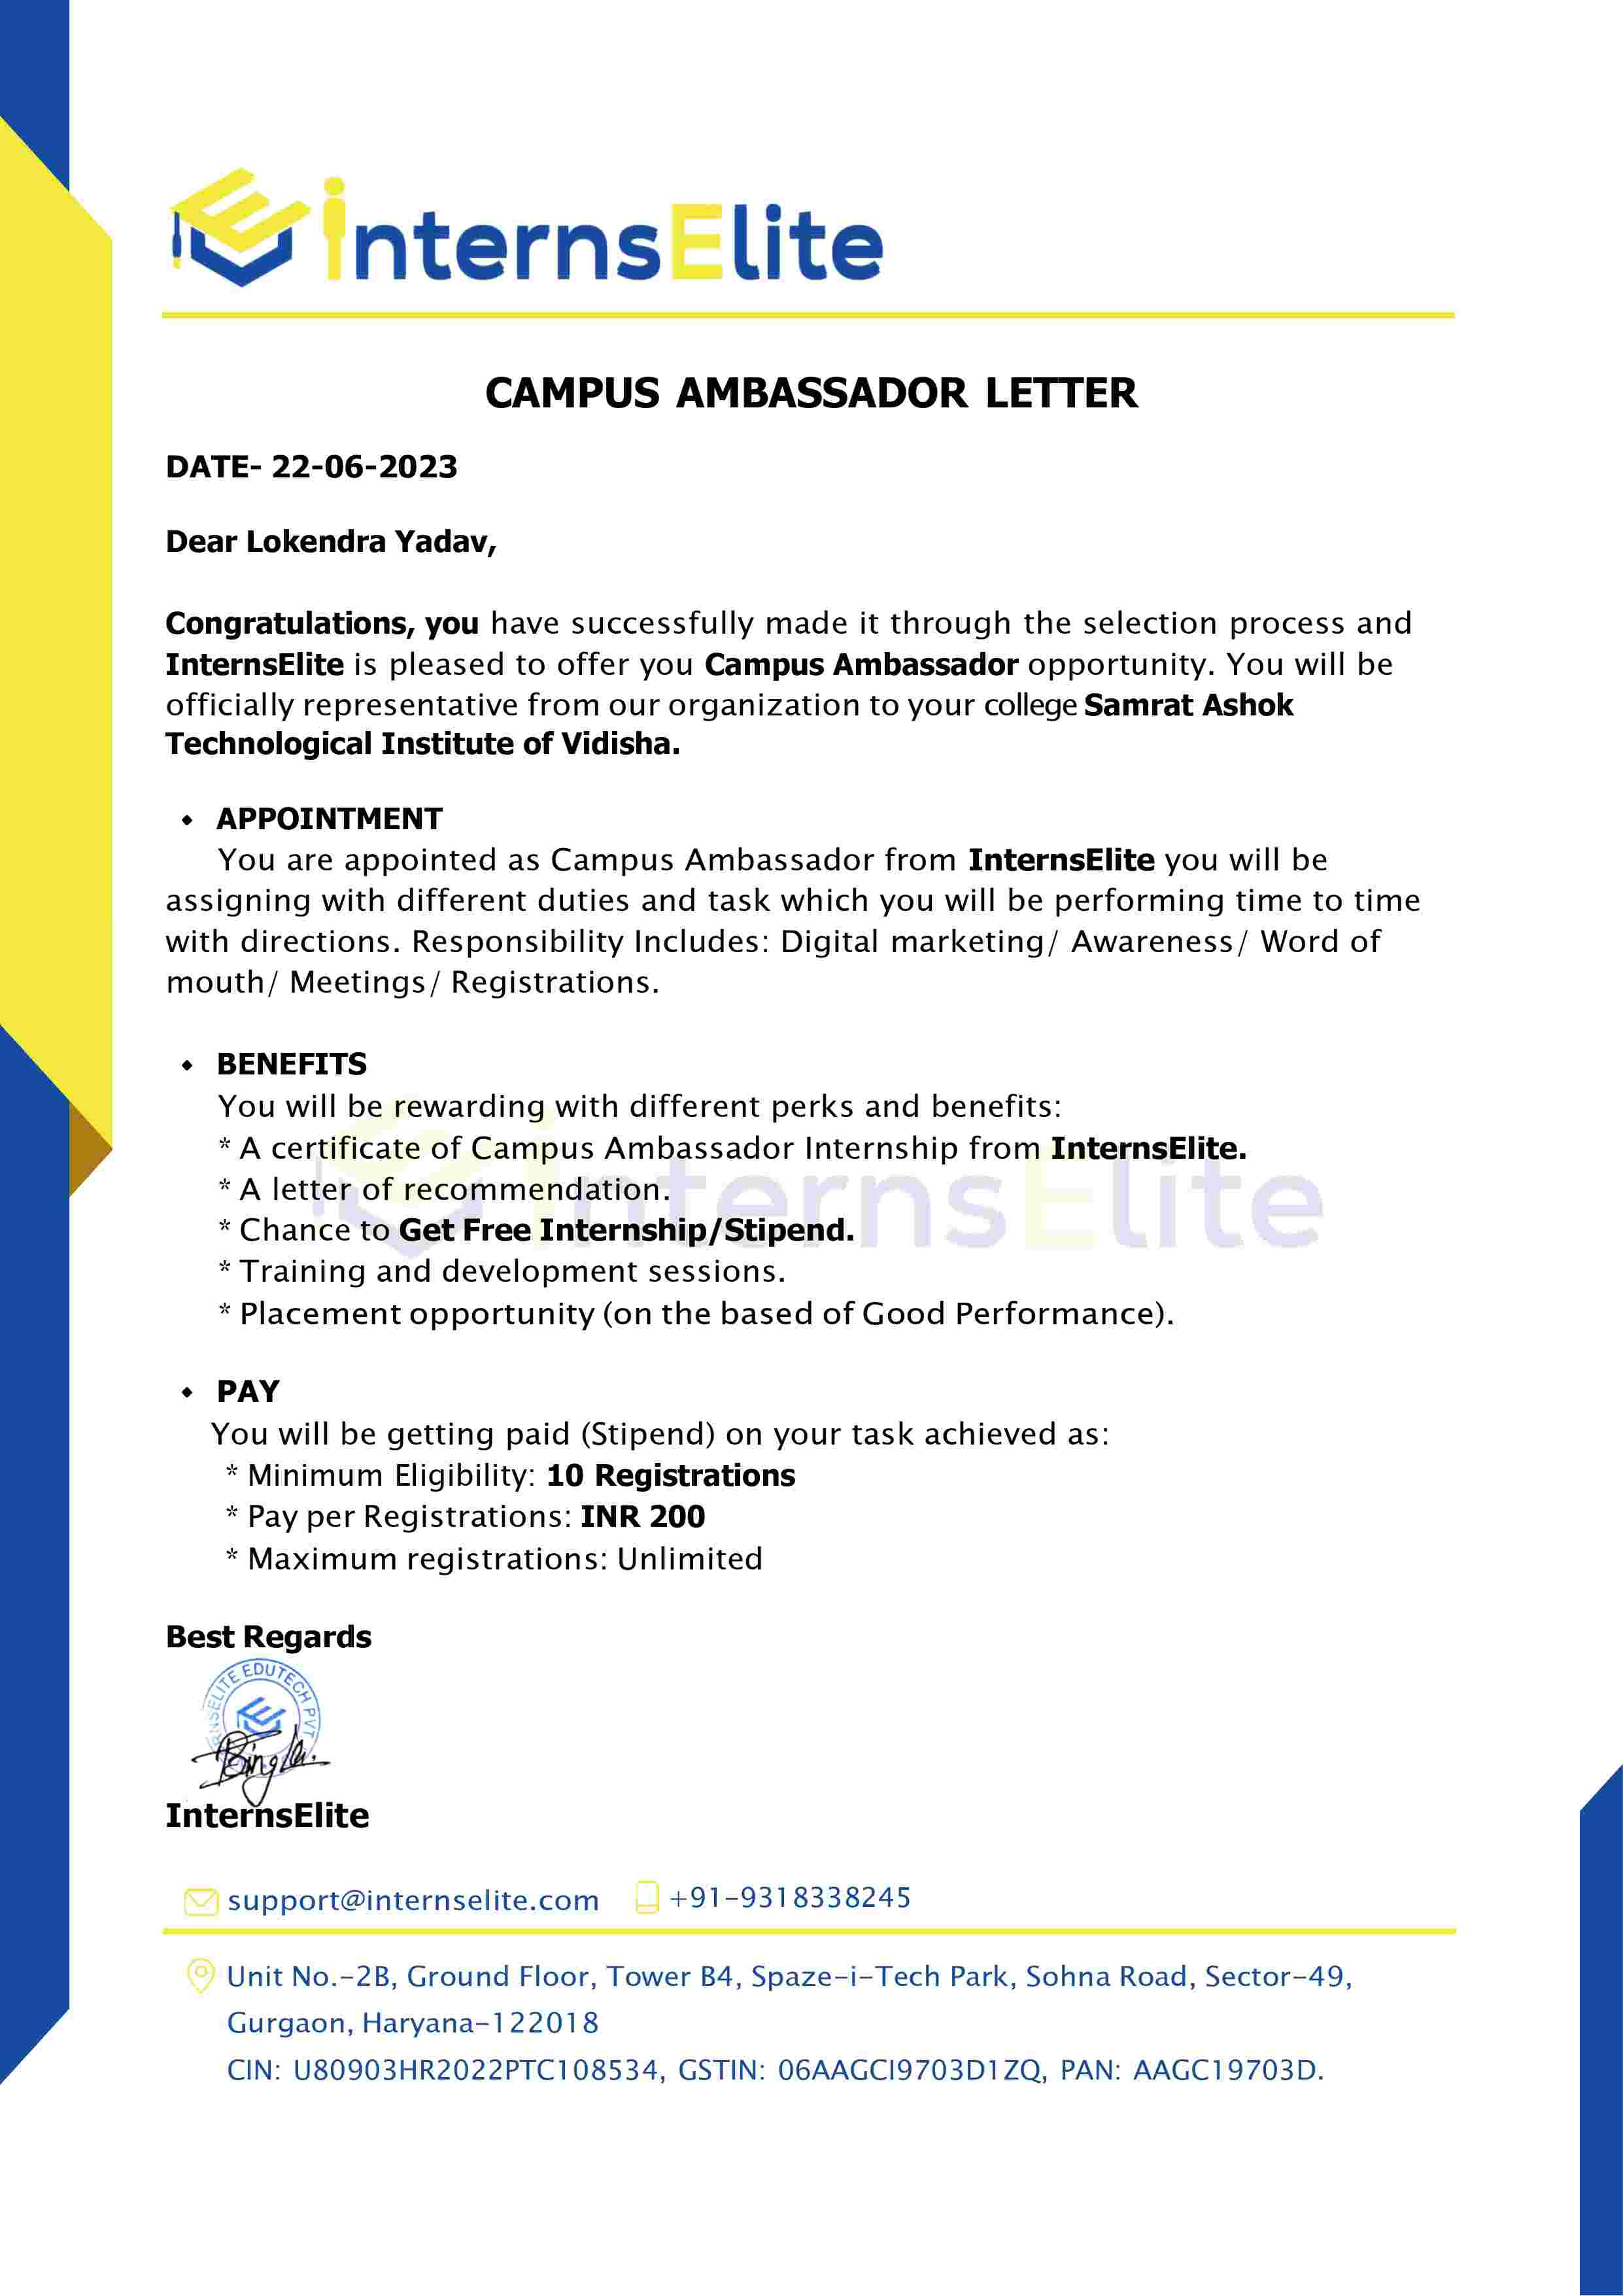 InternsElite
CAMPUS AMBASSADOR LETTER
DATE- 22-06-2023
Dear Lokendra Yadav,
Congratulations, you have successfully made it through the selection process and
InternsElite is pleased to offer you Campus Ambassador opportunity. You will be
officially representative from our organization to your college Samrat Ashok
Technological Institute of Vidisha.
• APPOINTMENT
You are appointed as Campus Ambassador from InternsElite you will be
assigning with different duties and task which you will be performing time to time
with directions. Responsibility Includes: Digital marketing/ Awareness/ Word of
mouth/ Meetings/ Registrations.
• BENEFITS
You will be rewarding with different perks and benefits:
* A certificate of Campus Ambassador Internship from InternsElite.
* A letter of recommendation.
InternsElite
* Chance to Get Free Internship/Stipend.
* Training and development sessions.
* Placement opportunity (on the based of Good Performance).
• PAY
You will be getting paid (Stipend) on your task achieved as:
* Minimum Eligibility: 10 Registrations
* Pay per Registrations: INR 200
* Maximum registrations: Unlimited
Best Regards
EDUTECH PVT
InternsElite
support@internselite.com +91-9318338245
Unit No.-2B, Ground Floor, Tower B4, Spaze-i-Tech Park, Sohna Road, Sector-49,
Gurgaon, Haryana-122018
CIN: U80903HR2022PTC108534, GSTIN: 06AAGCI9703D1ZQ, PAN: AAGC19703D.